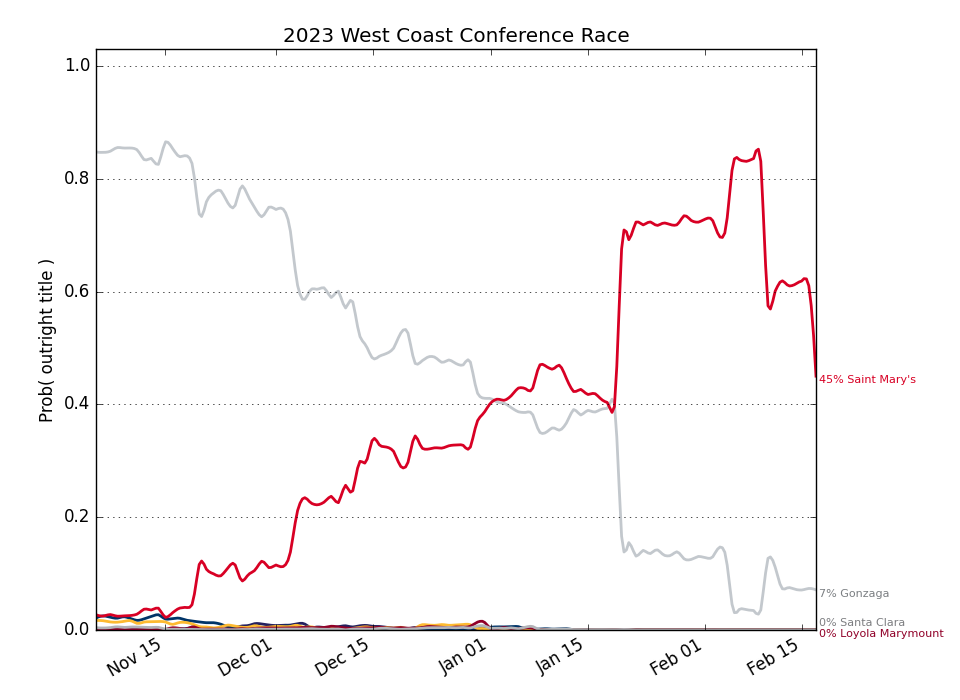 2023 West Coast Conference Race
Prob( outright title )
1.0
0.8
0.6
0.4
0.2
0.0
Nov 15
Dec 01
Dec 15
Jan 01
Jan 15
Feb 01
Feb 15
45% Saint Mary's
7% Gonzaga
0% Santa Clara
0% Loyola Marymount